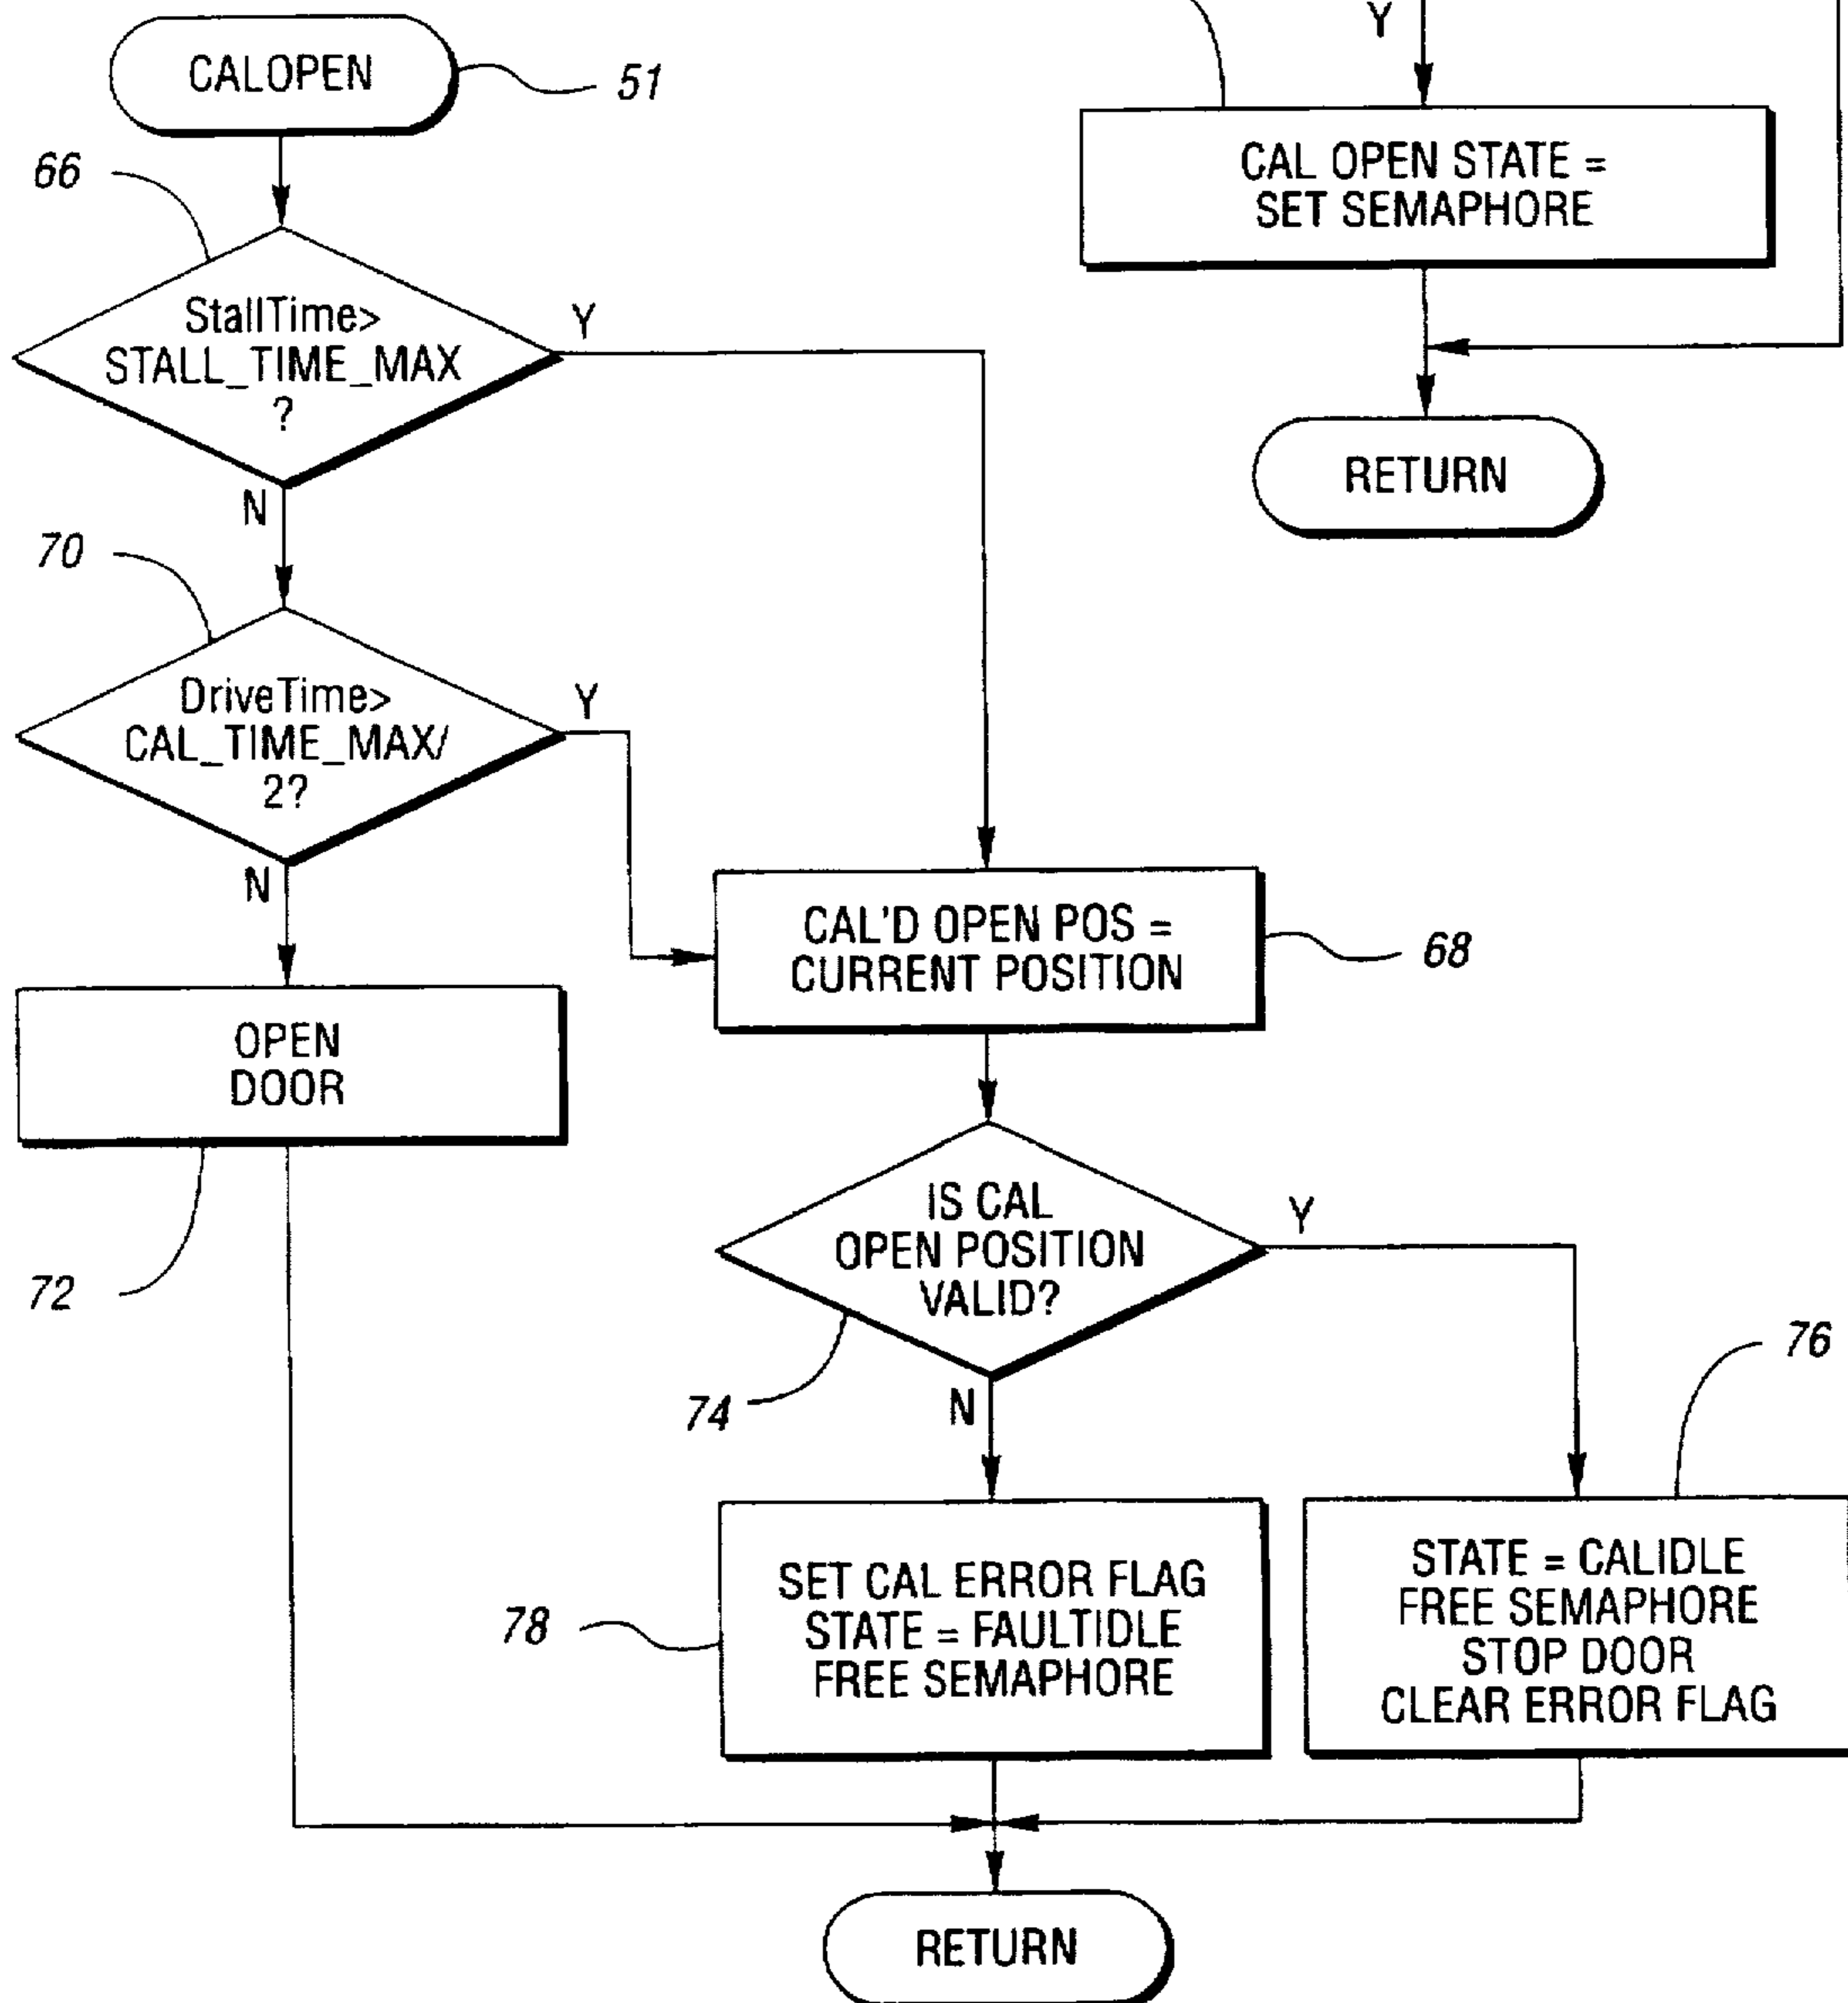 CALOPEN
51
66
StallTime>
STALL_TIME_MAX
?
Y
N
70
DriveTime>
CAL_TIME_MAX/
2?
Y
N
OPEN
DOOR
72
CAL'D OPEN POS =
CURRENT POSITION
68
IS CAL
OPEN POSITION
VALID?
Y
74
N
76
SET CAL ERROR FLAG
STATE = FAULTIDLE
FREE SEMAPHORE
78
STATE = CALIDLE
FREE SEMAPHORE
STOP DOOR
CLEAR ERROR FLAG
RETURN
Y
CAL OPEN STATE =
SET SEMAPHORE
RETURN